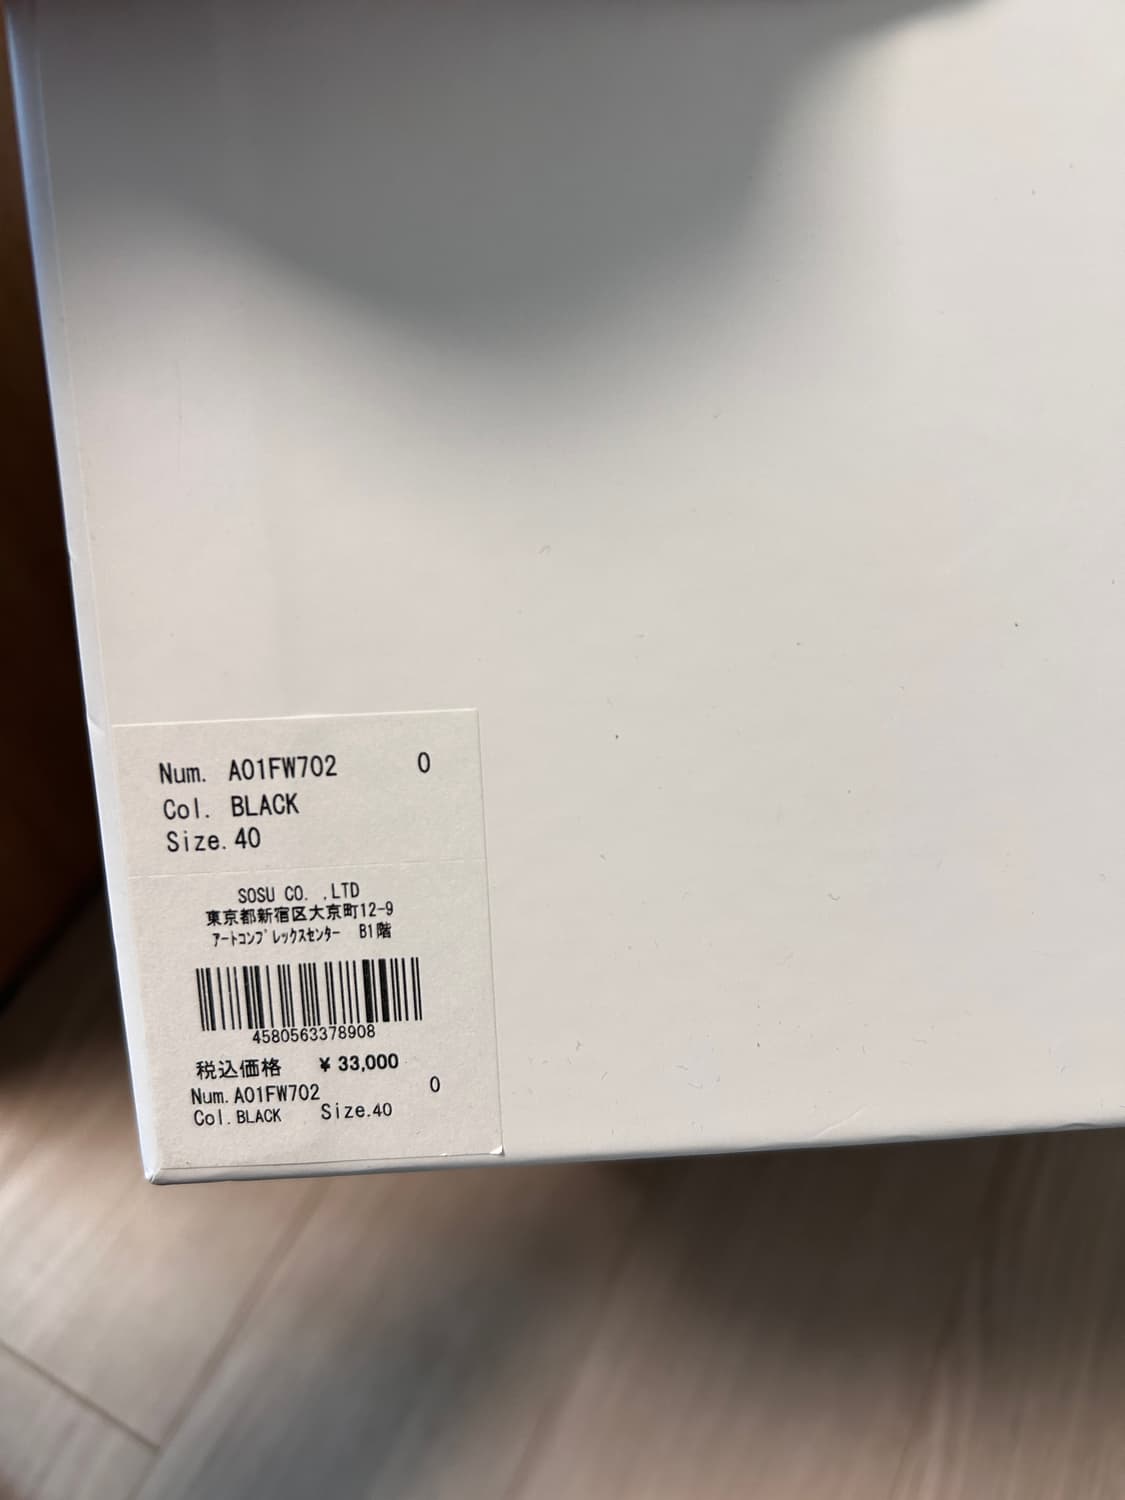 Num. A01FW702 0
Col. BLACK
Size. 40
SOSU CO. ,LTD
東京都新宿区大京町12-9
ｱｰﾄｺﾝﾌﾟﾚｯｸｽｾﾝﾀｰ B1階
4580563378908
税込価格 ¥ 33,000
Num. A01FW702 0
Col. BLACK Size.40